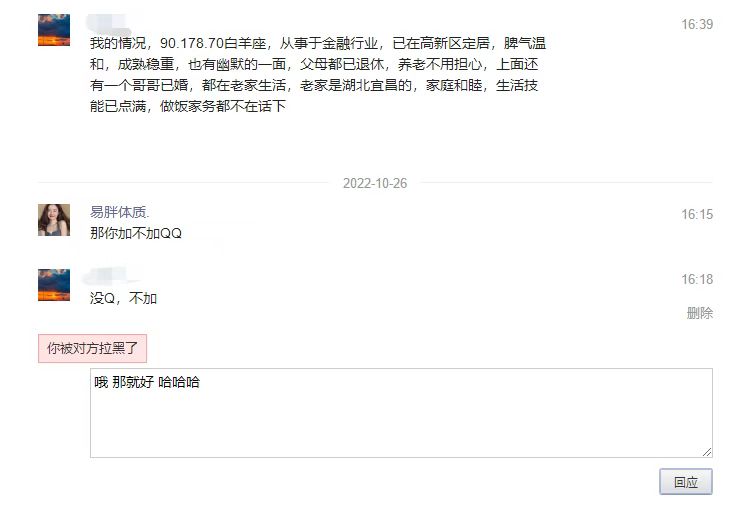 16:39
我的情况，90.178.70白羊座，从事于金融行业，已在高新区定居，脾气温
和，成熟稳重，也有幽默的一面，父母都已退休，养老不用担心，上面还
有一个哥哥已婚，都在老家生活，老家是湖北宜昌的，家庭和睦，生活技
能已点满，做饭家务都不在话下
2022-10-26
易胖体质.
16:15
那你加不加QQ
16:18
没Q，不加
删除
你被对方拉黑了
哦 那就好 哈哈哈
回应